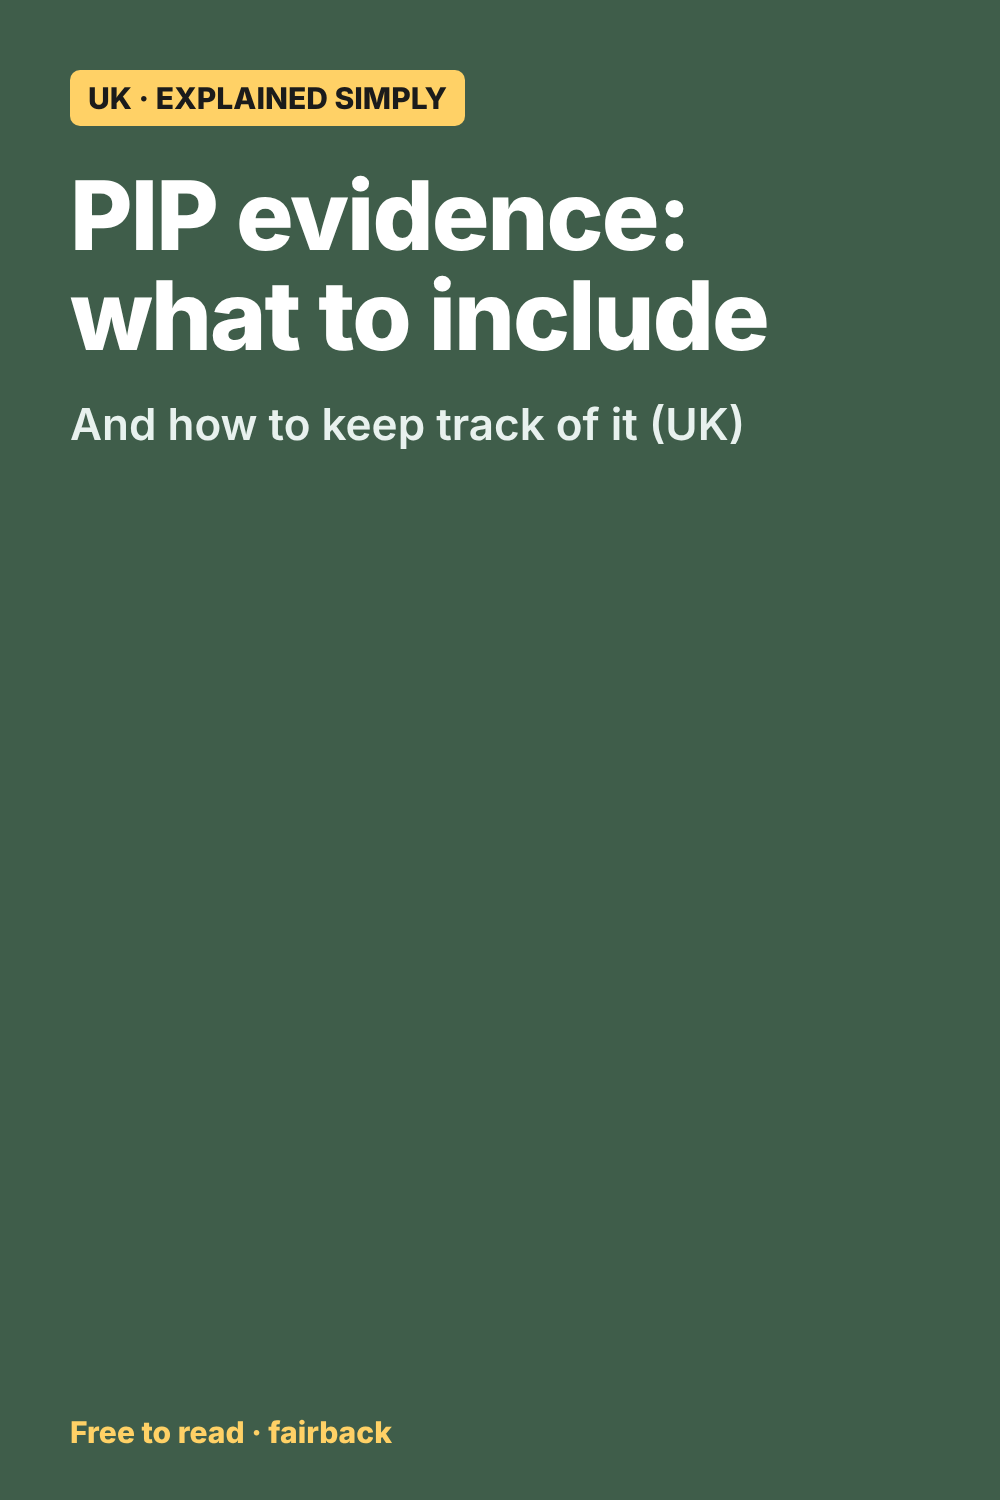 UK · EXPLAINED SIMPLY
PIP evidence:
what to include
And how to keep track of it (UK)
Free to read · fairback